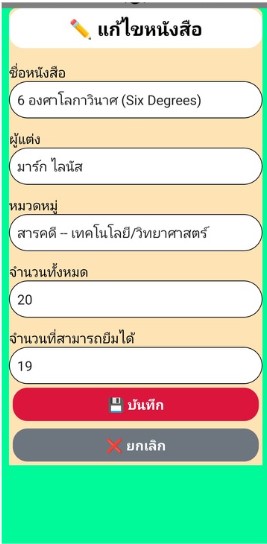 ✏️ แก้ไขหนังสือ
ชื่อหนังสือ
6 องศาโลกาวินาศ (Six Degrees)
ผู้แต่ง
มาร์ก ไลนัส
หมวดหมู่
สารคดี – เทคโนโลยี/วิทยาศาสตร์
จำนวนทั้งหมด
20
จำนวนที่สามารถยืมได้
19
💾 บันทึก
❌ ยกเลิก